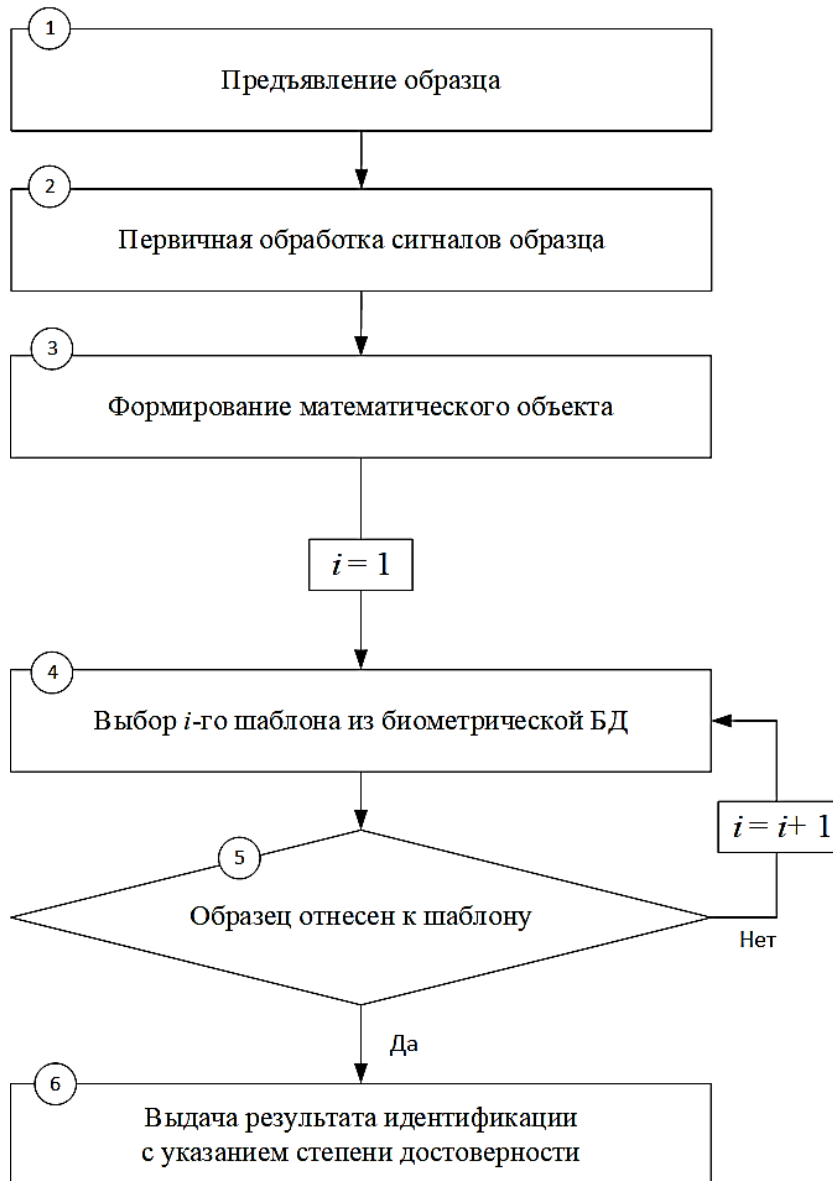 1
Предъявление образца
2
Первичная обработка сигналов образца
3
Формирование математического объекта
i = 1
4
Выбор i-го шаблона из биометрической БД
i = i+ 1
5
Образец отнесен к шаблону
Нет
Да
6
Выдача результата идентификации
с указанием степени достоверности